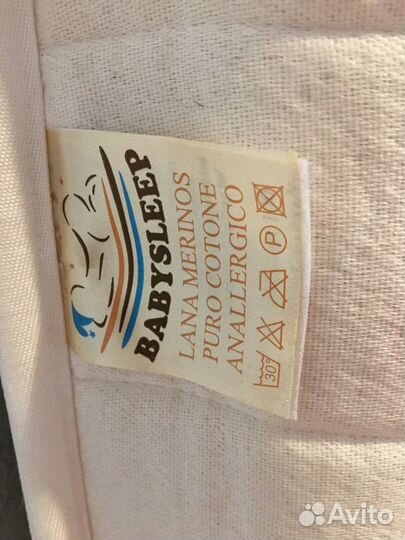 BABYSLEEP
LANA MERINOS
PURO COTONE
ANALLERGICO
30°
P
Avito